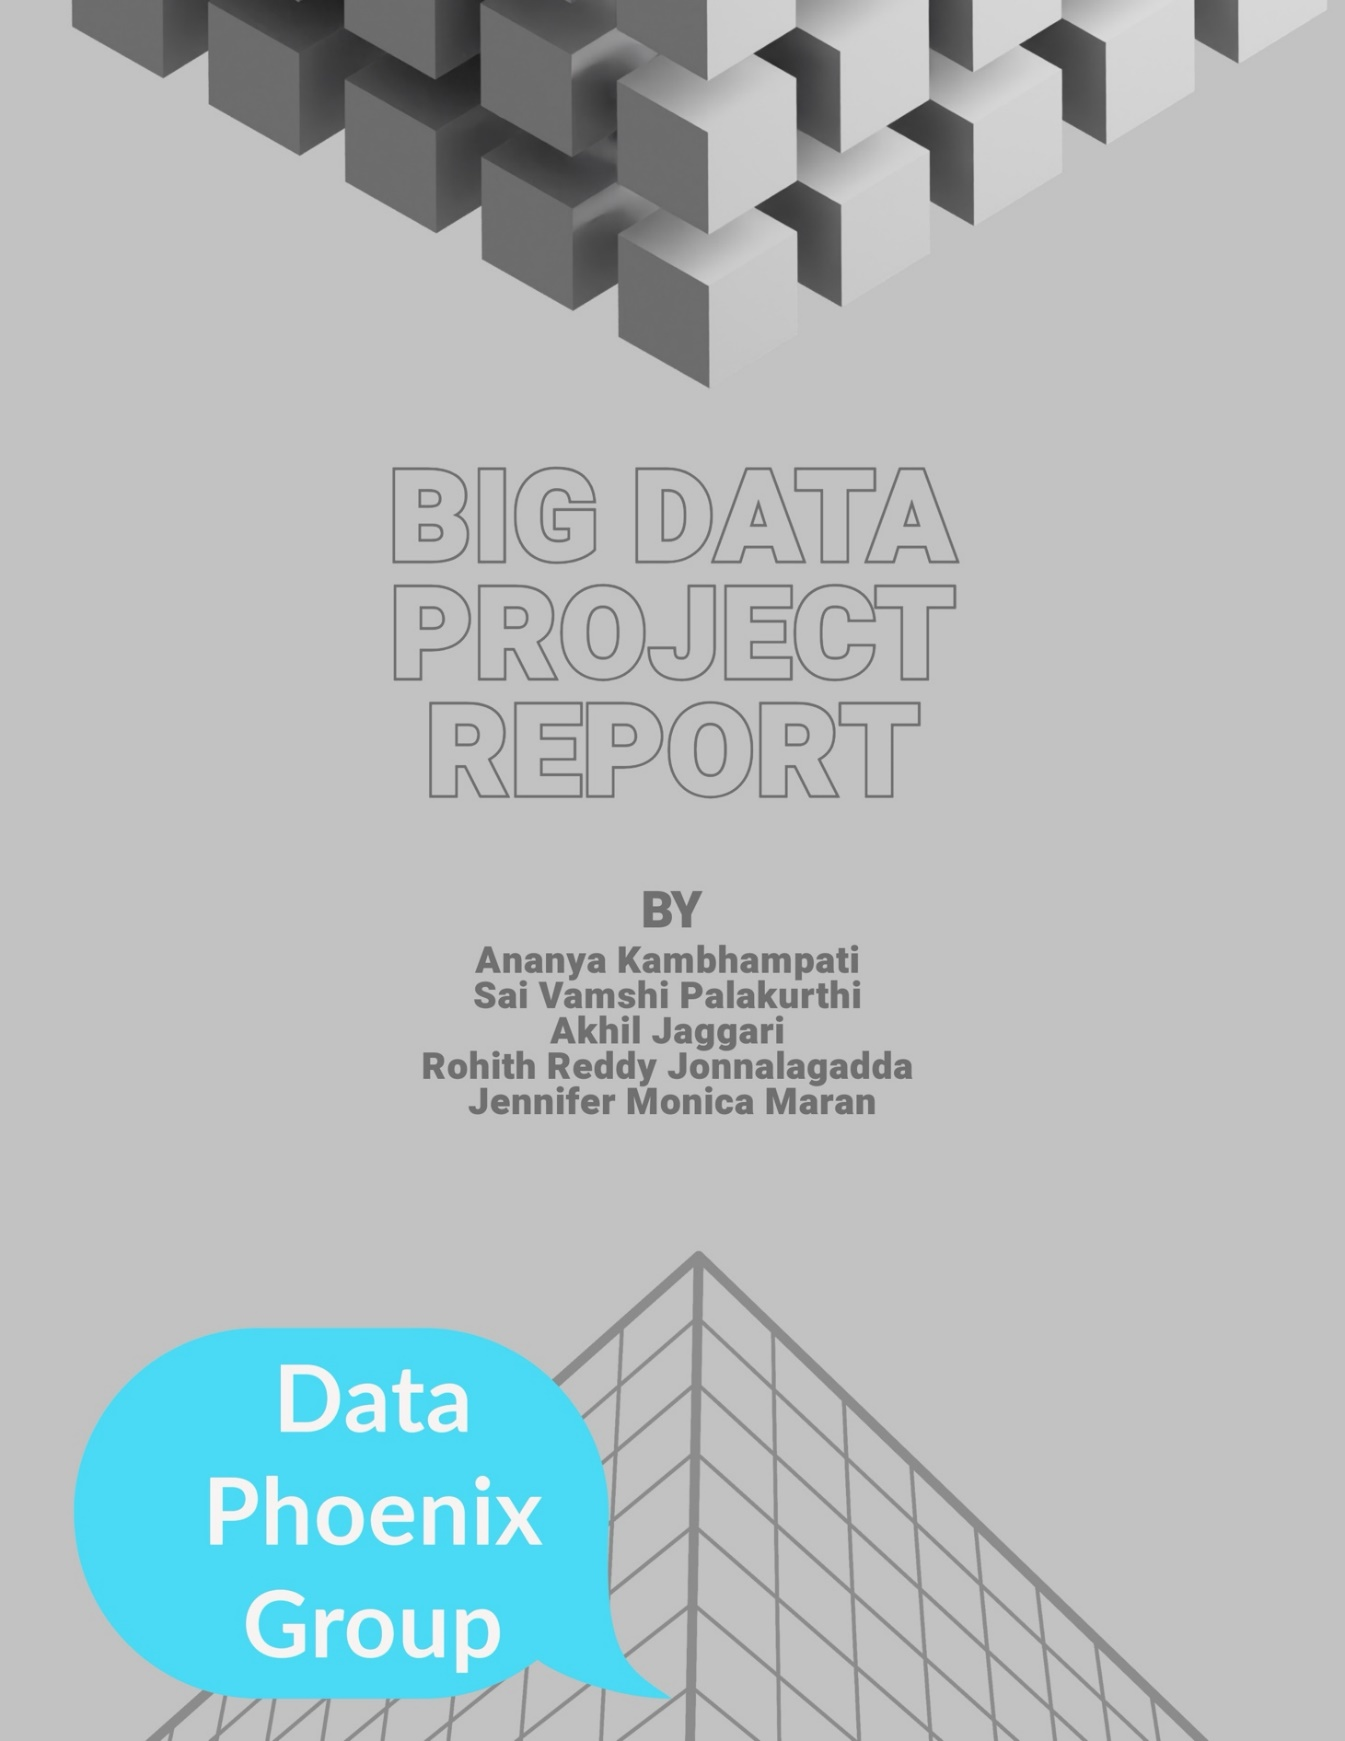 BIG DATA
PROJECT
REPORT
BY
Ananya Kambhampati
Sai Vamshi Palakurthi
Akhil Jaggari
Rohith Reddy Jonnalagadda
Jennifer Monica Maran
Data
Phoenix
Group